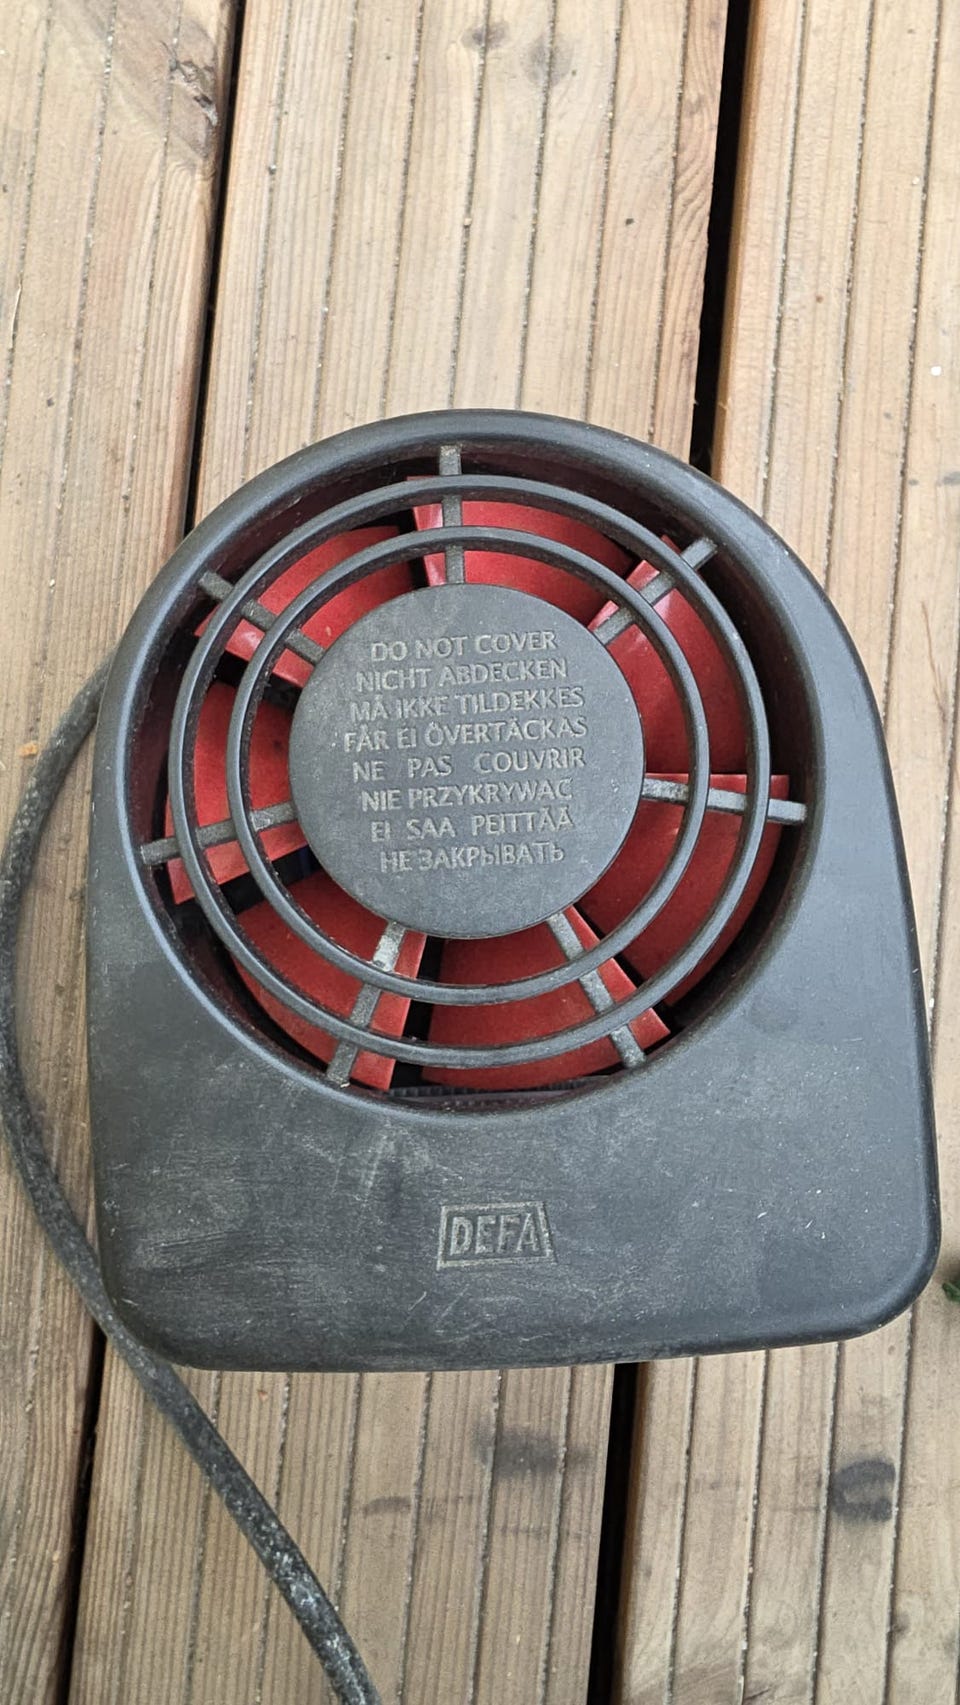 DO NOT COVER
NICHT ABDECKEN
MÅ IKKE TILDEKKES
FÅR EJ ÖVERTÄCKAS
NE PAS COUVRIR
NIE PRZYKRYWAĆ
EI SAA PEITTÄÄ
НЕ ЗАКРЫВАТЬ
DEFA